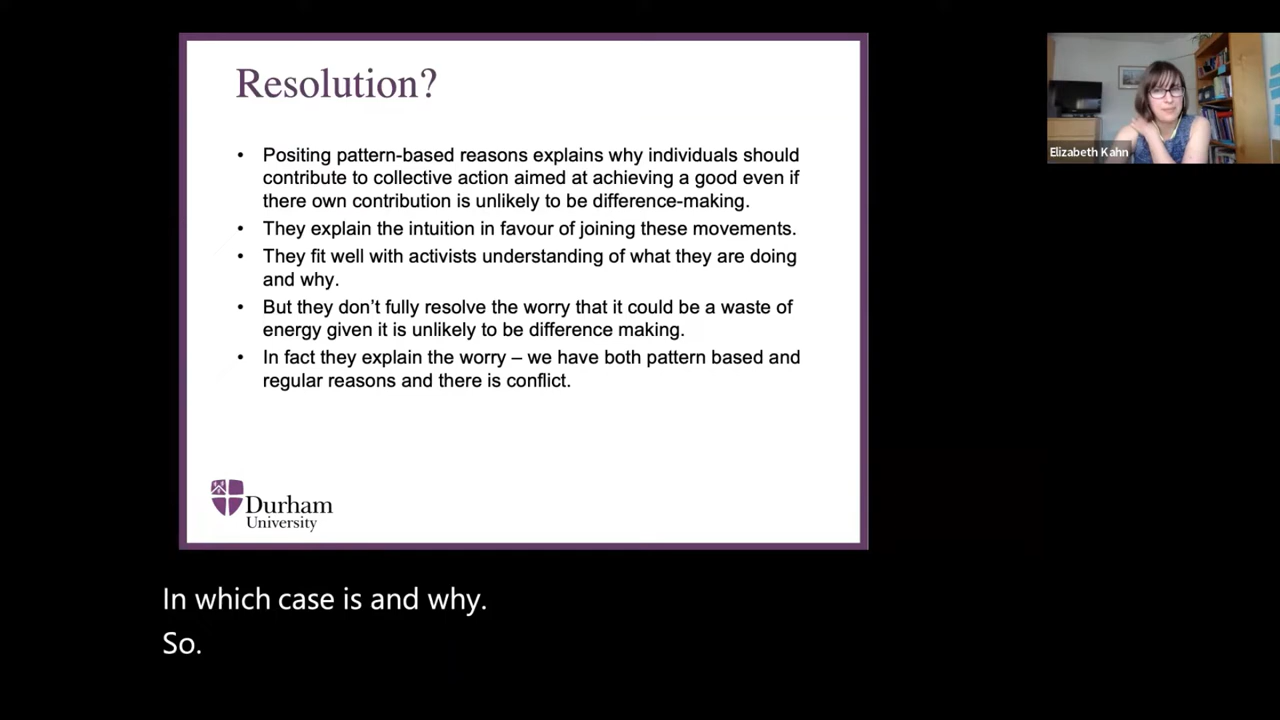 Resolution?
• Positing pattern-based reasons explains why individuals should
contribute to collective action aimed at achieving a good even if
there own contribution is unlikely to be difference-making.
• They explain the intuition in favour of joining these movements.
• They fit well with activists understanding of what they are doing
and why.
• But they don't fully resolve the worry that it could be a waste of
energy given it is unlikely to be difference making.
• In fact they explain the worry – we have both pattern based and
regular reasons and there is conflict.
Durham
University
Elizabeth Kahn
In which case is and why.
So.